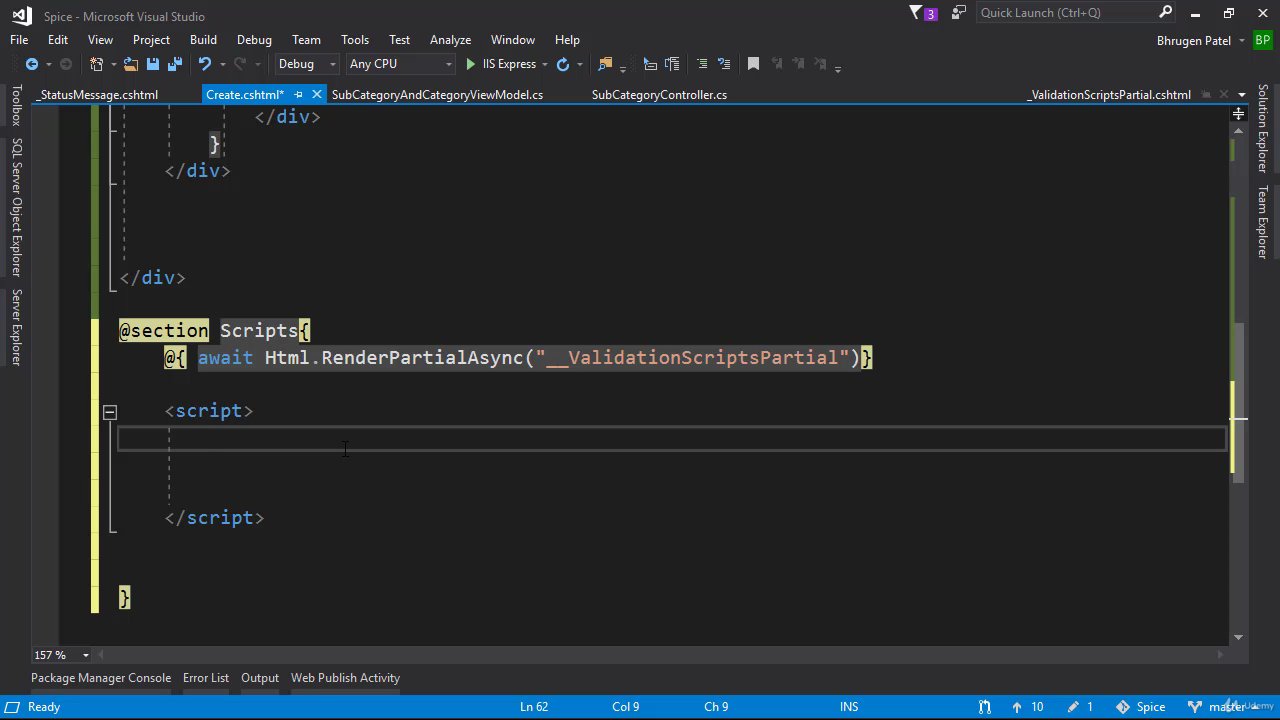 Spice - Microsoft Visual Studio
3
Quick Launch (Ctrl+Q)
File Edit View Project Build Debug Team Tools Test Analyze Window Help
Bhrugen Patel BP
Debug Any CPU IIS Express
_StatusMessage.cshtml Create.cshtml* SubCategoryAndCategoryViewModel.cs SubCategoryController.cs _ValidationScriptsPartial.cshtml
Toolbox
SQL Server Object Explorer
Server Explorer
Solution Explorer
Team Explorer
</div>
}
</div>
</div>
@section Scripts{
@{ await Html.RenderPartialAsync("__ValidationScriptsPartial")}
<script>
</script>
}
157 %
Package Manager Console Error List Output Web Publish Activity
Ready Ln 62 Col 9 Ch 9 INS 10 1 Spice master
Udemy